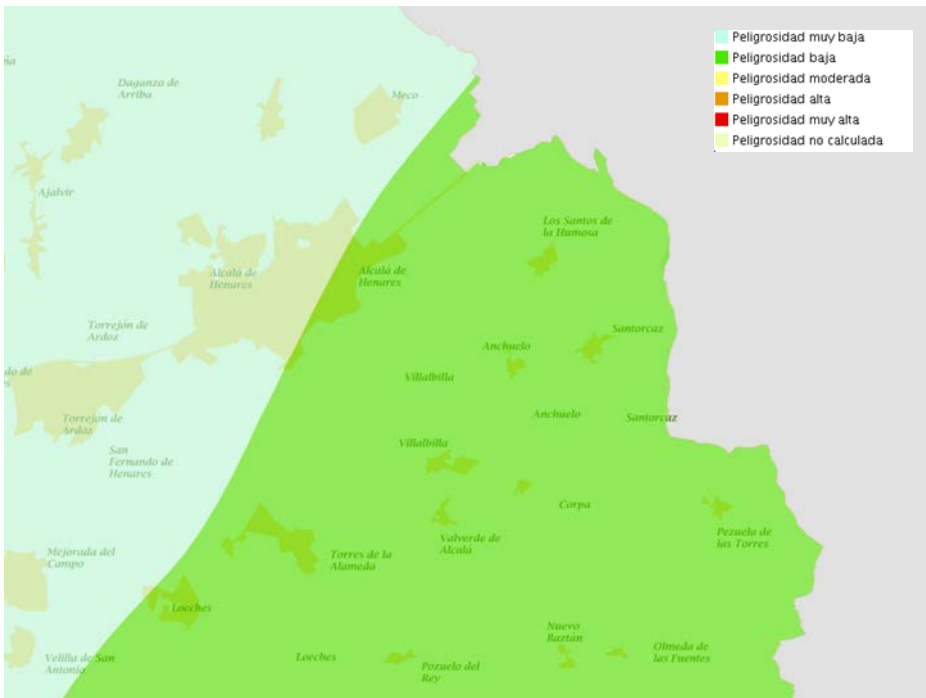 Peligrosidad muy baja
Peligrosidad baja
Peligrosidad moderada
Peligrosidad alta
Peligrosidad muy alta
Peligrosidad no calculada
Daganzo de
Arriba
Meco
Ajalvir
Los Santos de
la Humosa
Alcalá de
Henares
Alcalá de
Henares
Torrejón de
Ardoz
Santorcaz
Anchuelo
Villalbilla
do de
Torrejón de
Ardoz
Anchuelo
Santorcaz
San
Fernando de
Henares
Villalbilla
Corpa
Valverde de
Alcalá
Pezuela de
las Torres
Mejorada del
Campo
Torres de la
Alameda
Loeches
Nuevo
Baztán
Olmeda de
las Fuentes
Velilla de San
Antonio
Loeches
Pozuelo del
Rey